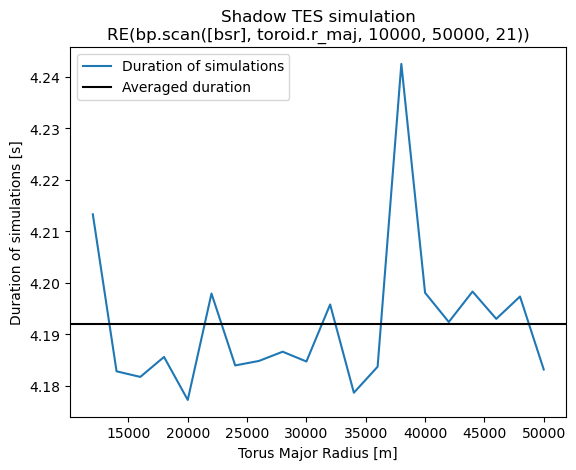 Shadow TES simulation
RE(bp.scan([bsr], toroid.r_maj, 10000, 50000, 21))
Duration of simulations
Averaged duration
4.24
4.23
4.22
4.21
4.20
4.19
4.18
Duration of simulations [s]
15000 20000 25000 30000 35000 40000 45000 50000
Torus Major Radius [m]